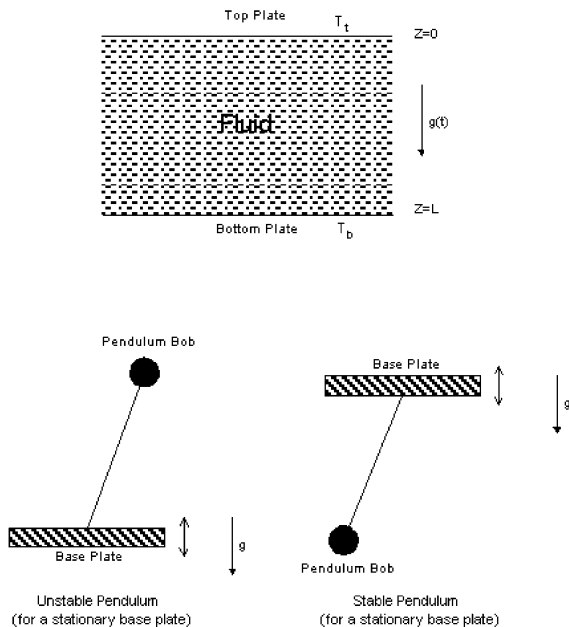 Top Plate
T_t
Z=0
Fluid
g(t)
Z=L
Bottom Plate
T_b
Pendulum Bob
Base Plate
g
Base Plate
g
Pendulum Bob
Unstable Pendulum
(for a stationary base plate)
Stable Pendulum
(for a stationary base plate)